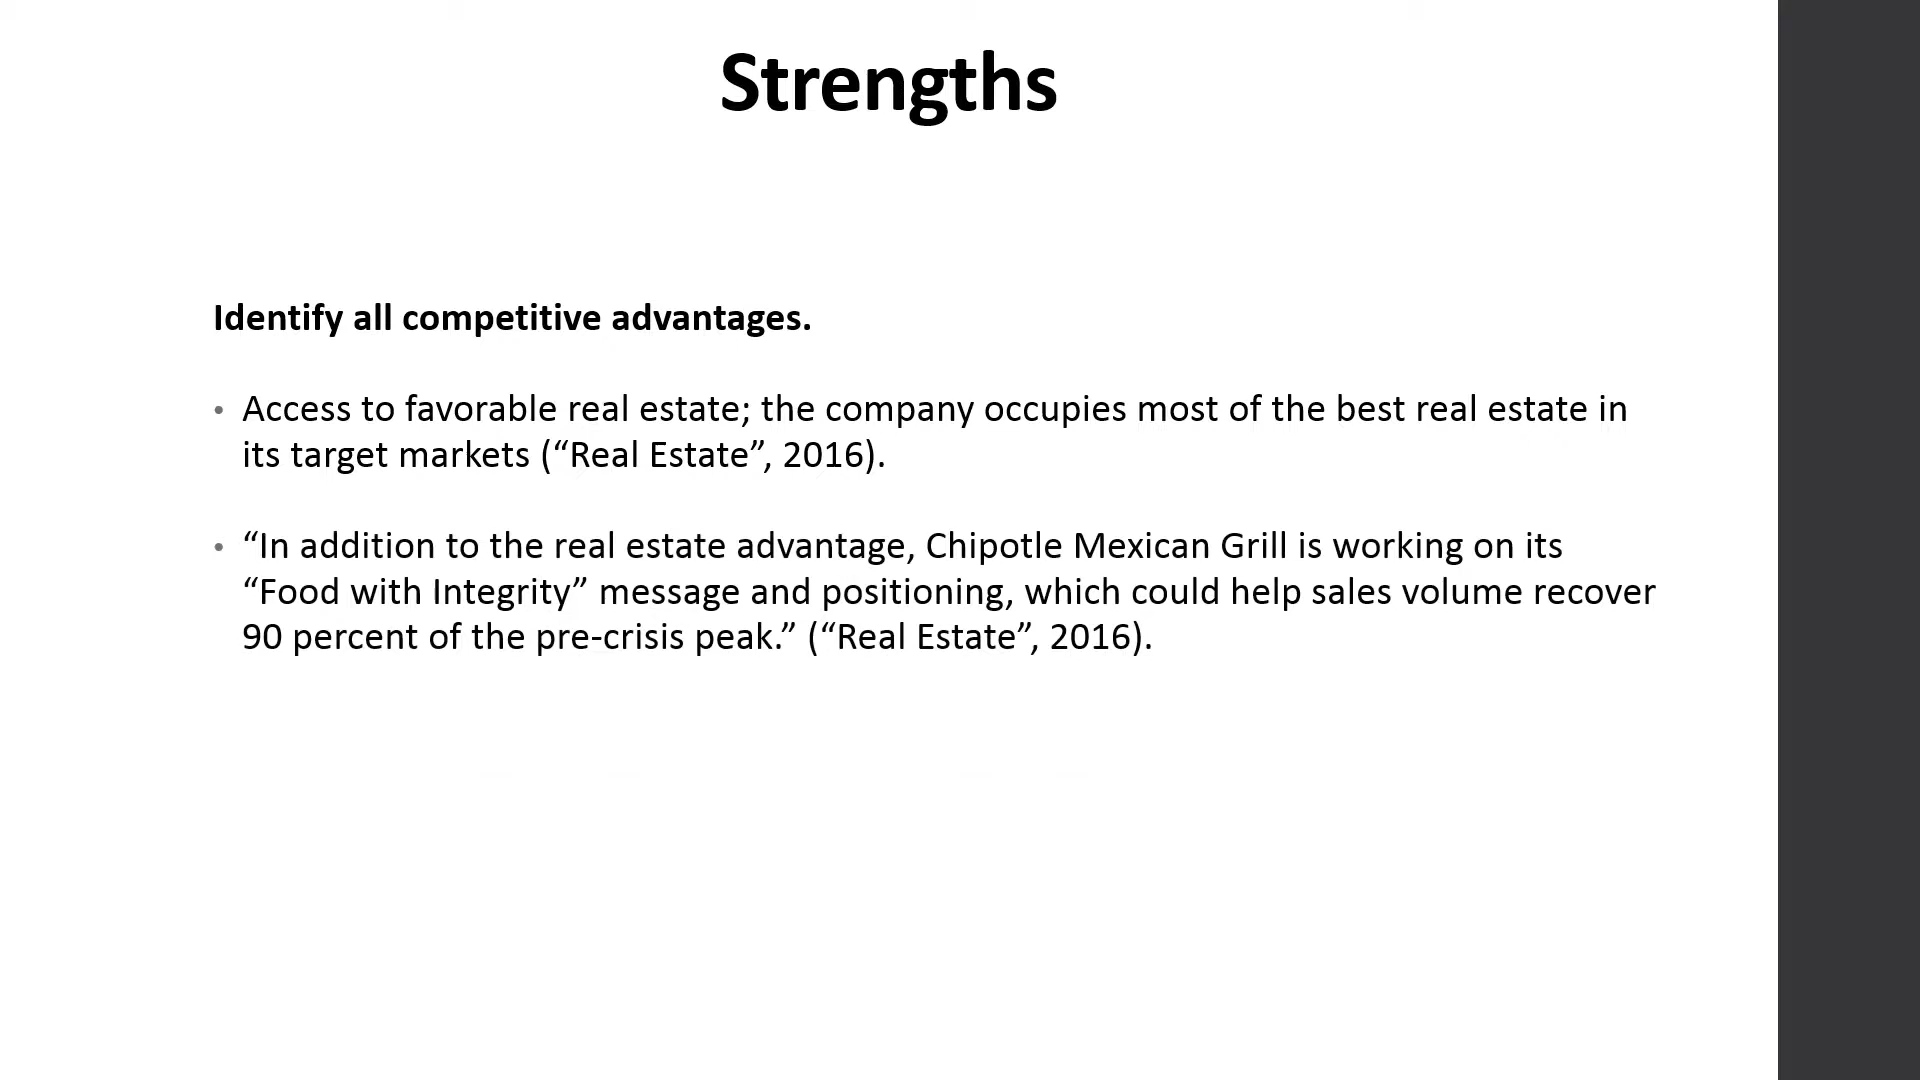 Strengths
Identify all competitive advantages.
• Access to favorable real estate; the company occupies most of the best real estate in
its target markets (“Real Estate”, 2016).
• “In addition to the real estate advantage, Chipotle Mexican Grill is working on its
“Food with Integrity” message and positioning, which could help sales volume recover
90 percent of the pre-crisis peak.” (“Real Estate”, 2016).